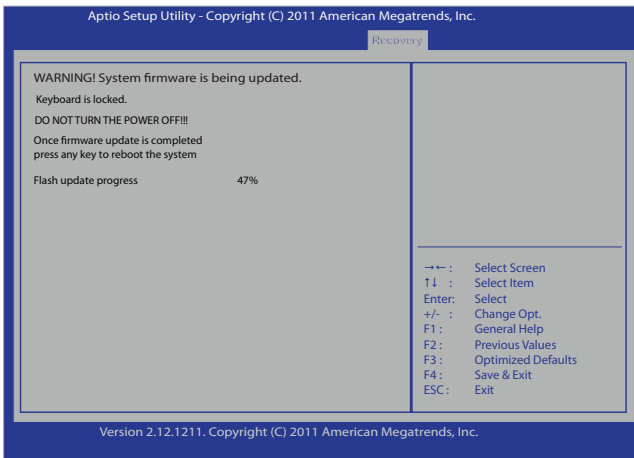 Aptio Setup Utility - Copyright (C) 2011 American Megatrends, Inc.
Recovery
WARNING! System firmware is being updated.
Keyboard is locked.
DO NOT TURN THE POWER OFF!!!
Once firmware update is completed
press any key to reboot the system
Flash update progress 47%
→← : Select Screen
↑↓ : Select Item
Enter: Select
+/- : Change Opt.
F1 : General Help
F2 : Previous Values
F3 : Optimized Defaults
F4 : Save & Exit
ESC : Exit
Version 2.12.1211. Copyright (C) 2011 American Megatrends, Inc.